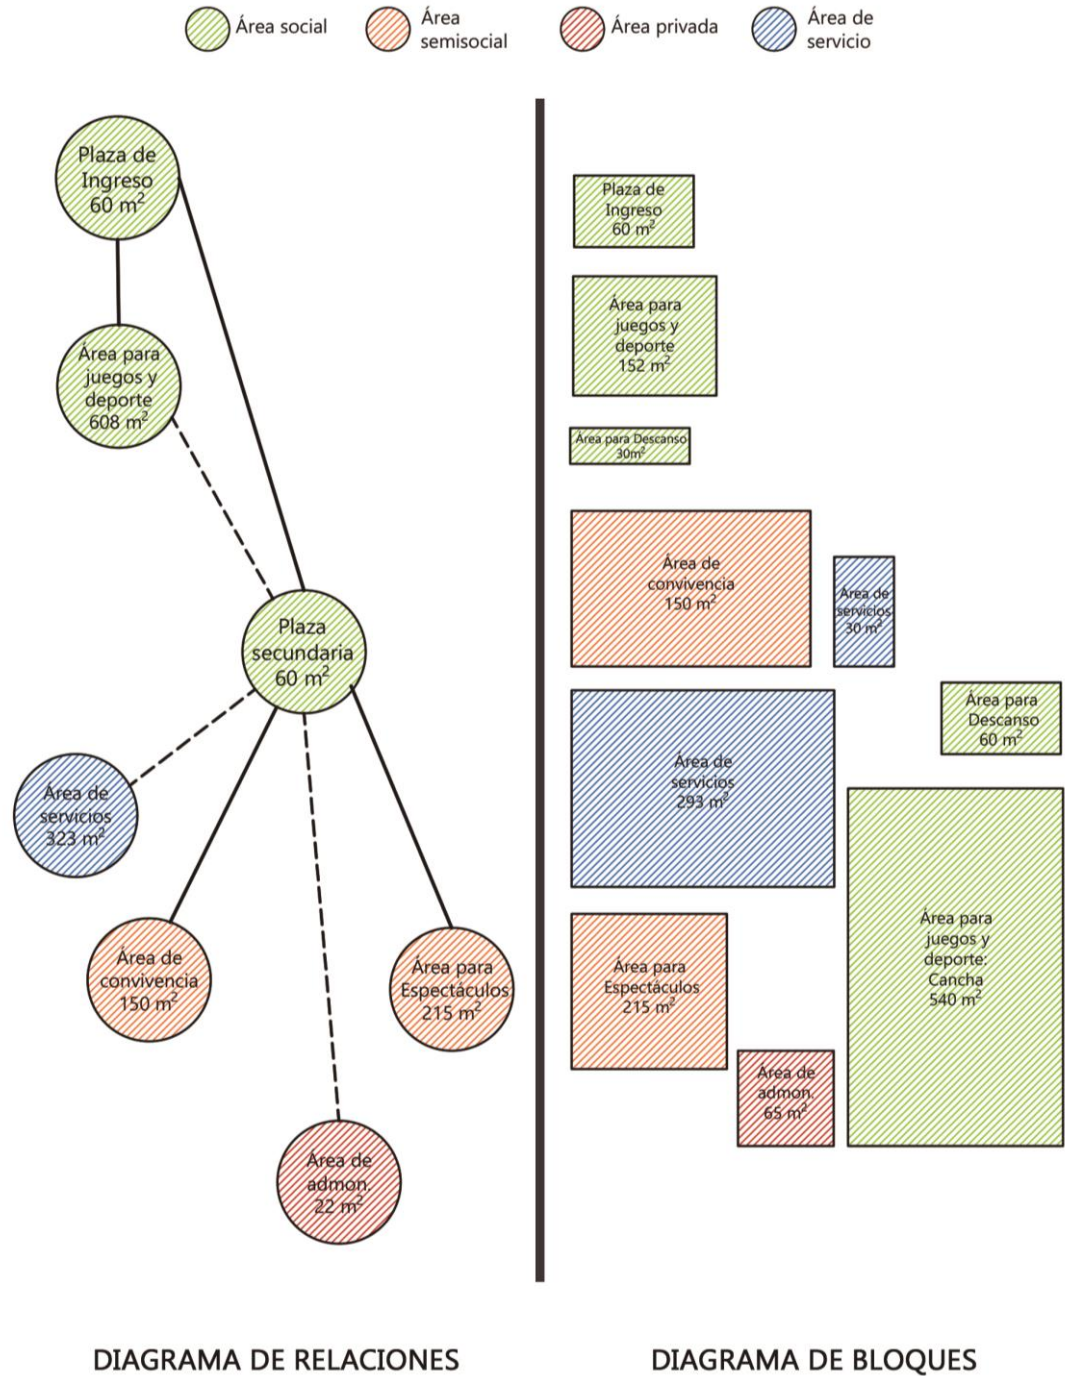 Área social
Área
semisocial
Área privada
Área de
servicio
Plaza de
Ingreso
60 m²
Área para
juegos y
deporte
608 m²
Plaza
secundaria
60 m²
Área de
servicios
323 m²
Área de
convivencia
150 m²
Área para
Espectáculos
215 m²
Área de
admon.
22 m²
Plaza de
Ingreso
60 m²
Área para
juegos y
deporte
152 m²
Área para Descanso
30m²
Área de
convivencia
150 m²
Área de
servicios
30 m²
Área para
Descanso
60 m²
Área de
servicios
293 m²
Área para
juegos y
deporte:
Cancha
540 m²
Área para
Espectáculos
215 m²
Área de
admon.
65 m²
DIAGRAMA DE RELACIONES
DIAGRAMA DE BLOQUES